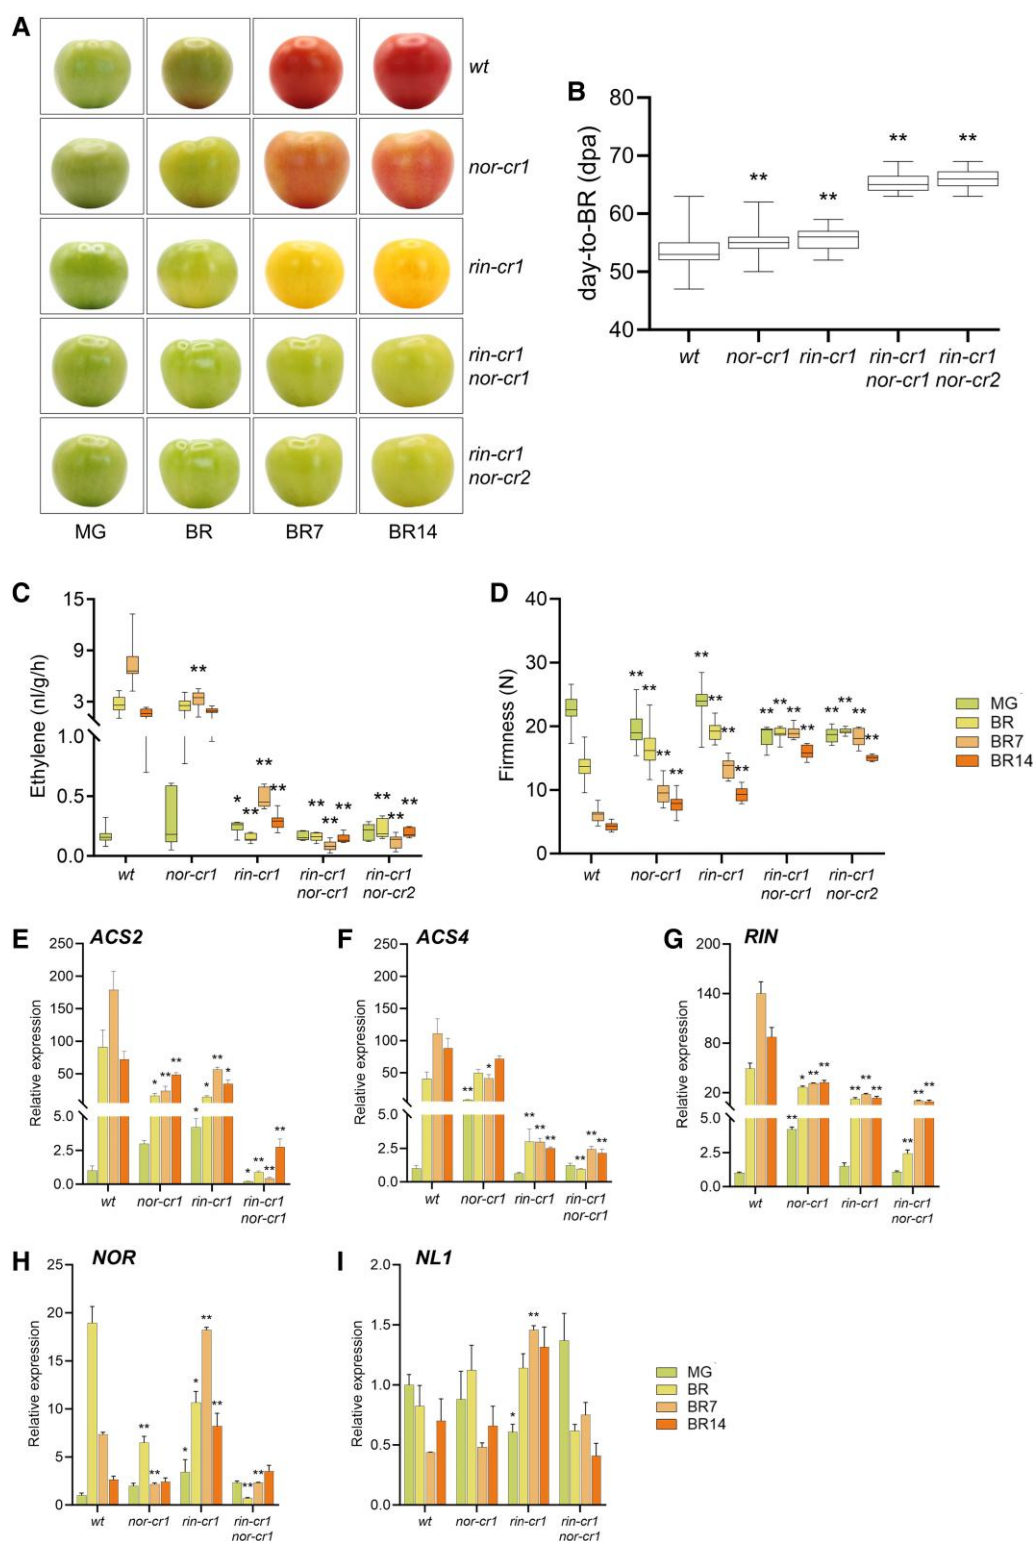 A
wt
nor-cr1
rin-cr1
rin-cr1
nor-cr1
rin-cr1
nor-cr2
MG BR BR7 BR14
B
day-to-BR (dpa)
80
70
60
50
40
** ** ** **
wt nor-cr1 rin-cr1 rin-cr1 rin-cr1
nor-cr1 nor-cr2
C
Ethylene (nl/g/h)
15
9
3
1.0
0.5
0.0
**
* ** ** **
** ** **
** ** **
wt nor-cr1 rin-cr1 rin-cr1 rin-cr1
nor-cr1 nor-cr2
D
Firmness (N)
40
30
20
10
0
** ** ** **
** ** ** **
** ** ** **
** ** ** **
wt nor-cr1 rin-cr1 rin-cr1 rin-cr1
nor-cr1 nor-cr2
MG
BR
BR7
BR14
E ACS2
Relative expression
250
200
150
100
50
5.0
2.5
0.0
* ** **
* * ** *
* ** ** **
wt nor-cr1 rin-cr1 rin-cr1
nor-cr1
F ACS4
Relative expression
250
200
150
100
50
5.0
2.5
0.0
** *
** ** **
** ** **
wt nor-cr1 rin-cr1 rin-cr1
nor-cr1
G RIN
Relative expression
200
140
80
20
5.0
2.5
0.0
** * ** **
** ** **
** ** **
wt nor-cr1 rin-cr1 rin-cr1
nor-cr1
H NOR
Relative expression
25
20
15
10
5
0
** **
* * ** **
** **
wt nor-cr1 rin-cr1 rin-cr1
nor-cr1
I NL1
Relative expression
2.0
1.5
1.0
0.5
0.0
* **
wt nor-cr1 rin-cr1 rin-cr1
nor-cr1
MG
BR
BR7
BR14